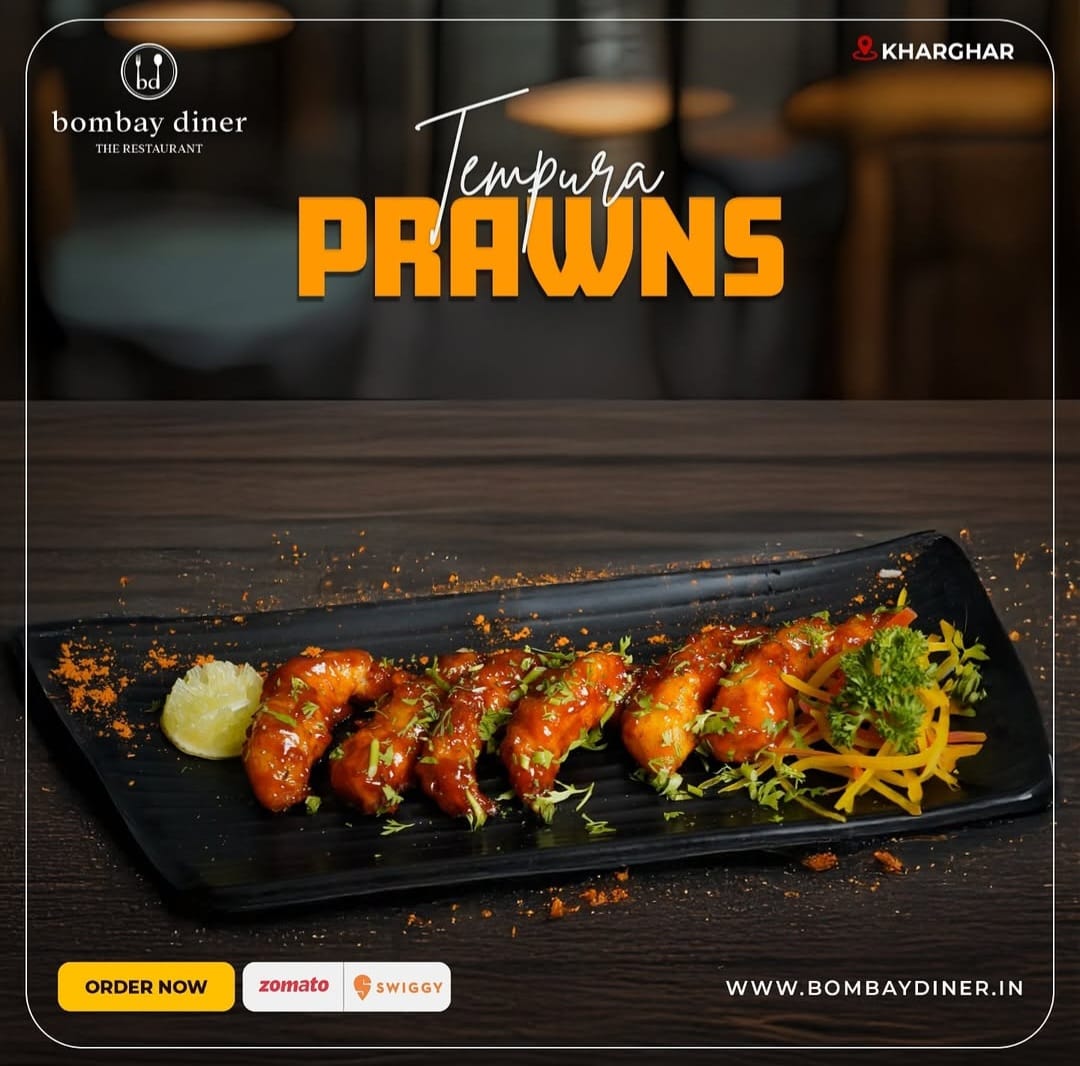 bd
bombay diner
THE RESTAURANT
KHARGHAR
Tempura
PRAWNS
ORDER NOW
zomato
SWIGGY
WWW.BOMBAYDINER.IN